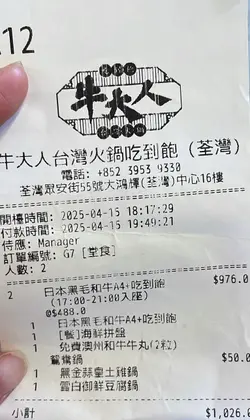 12
牛大人
牛大人台灣火鍋吃到飽 (荃灣)
電話: +852 3953 9330
荃灣眾安街55號大鴻輝(荃灣)中心16樓
開檯時間: 2025-04-15 18:17:29
付款時間: 2025-04-15 19:49:21
侍應: Manager
訂單編號: G7 [堂食]
人數: 2
2 日本黑毛和牛A4+吃到飽 $976.0
(17:00-21:00入座)
@$488.0
1 日本黑毛和牛A4+吃到飽
1 [餐]海鮮拼盤
1 免費澳州和牛牛丸(2粒)
鴛鴦鍋 $50.0
1 黑金蒜皇土雞鍋
1 雪白御鮮豆腐鍋
小計 $1,026.0